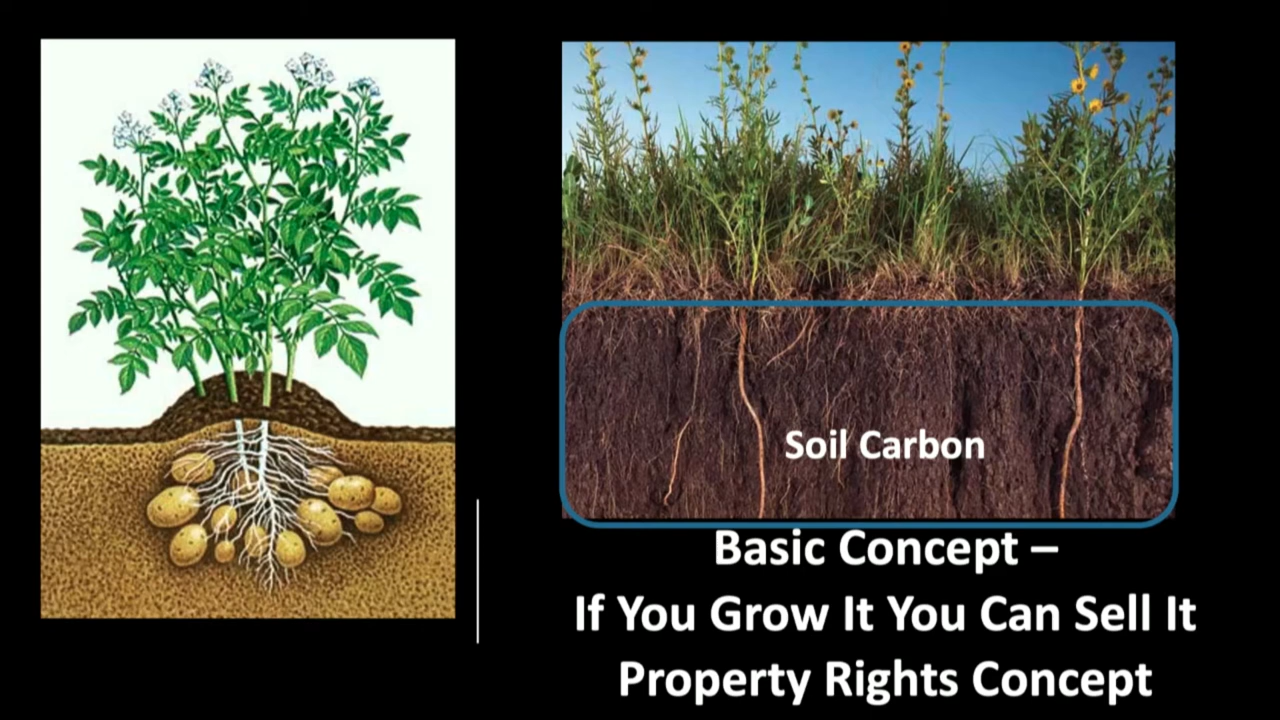 Soil Carbon
Basic Concept –
If You Grow It You Can Sell It
Property Rights Concept